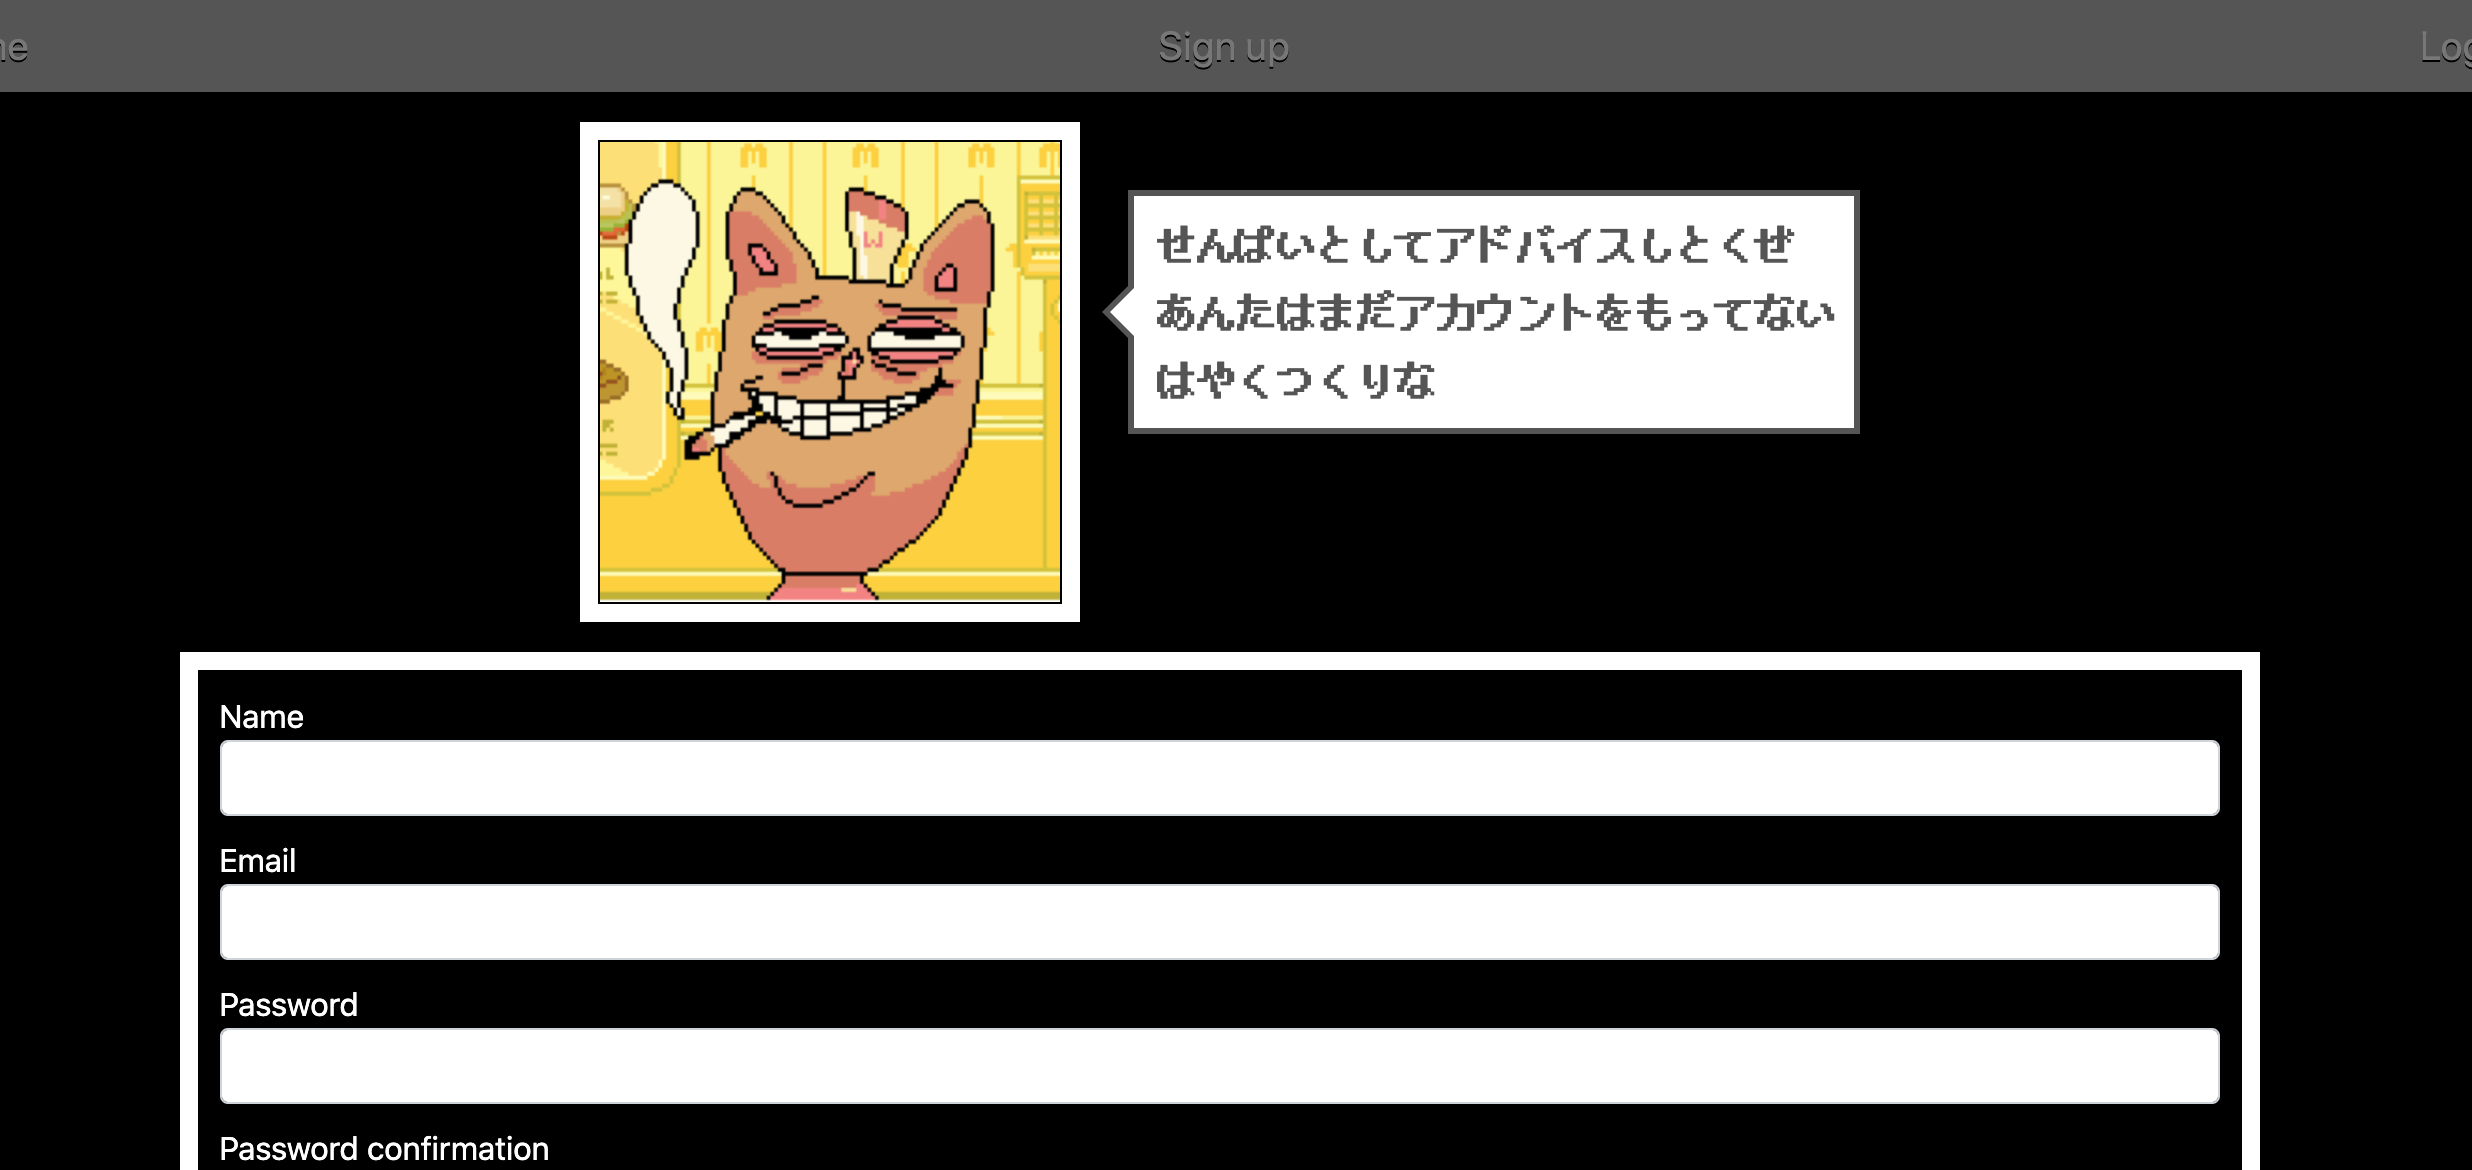 Sign up
せんぱいとしてアドバイスしとくぜ
あんたはまだアカウントをもってない
はやくつくりな
Name
Email
Password
Password confirmation